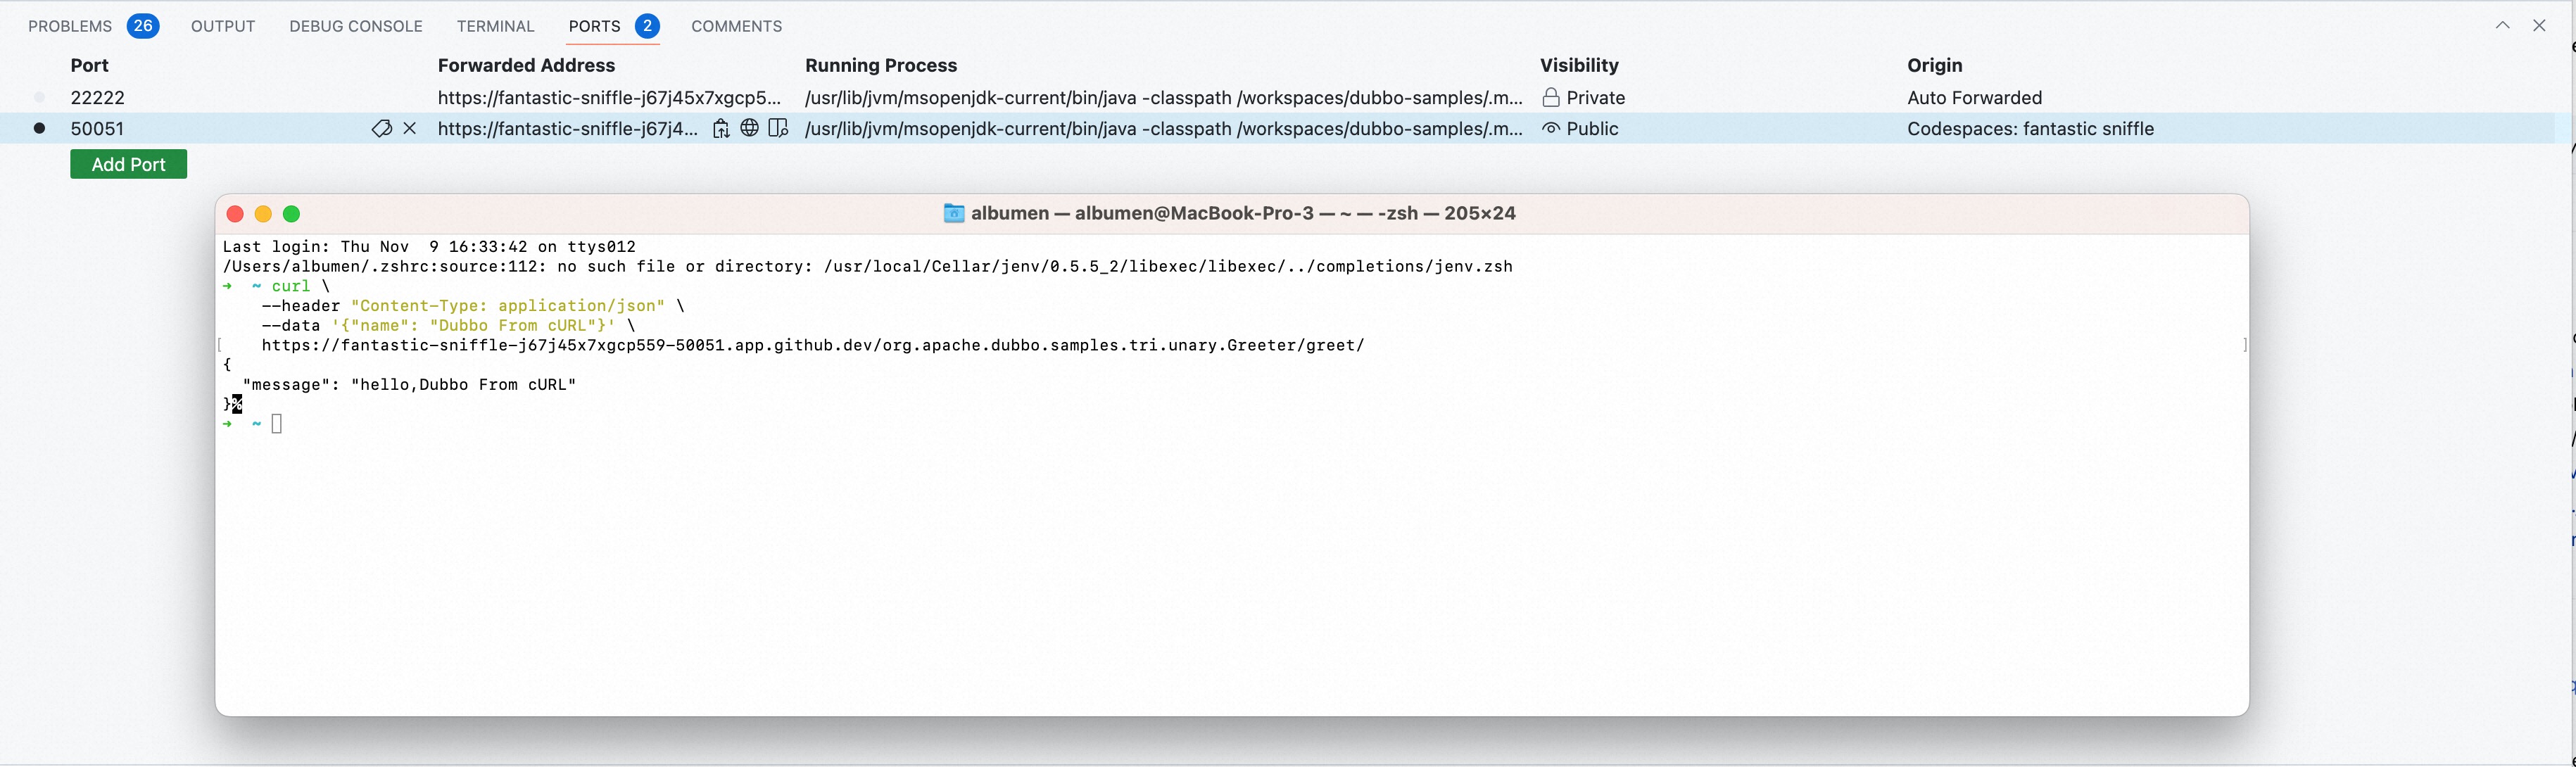 PROBLEMS 26 OUTPUT DEBUG CONSOLE TERMINAL PORTS 2 COMMENTS
Port Forwarded Address Running Process Visibility Origin
22222 https://fantastic-sniffle-j67j45x7xgcp5... /usr/lib/jvm/msopenjdk-current/bin/java -classpath /workspaces/dubbo-samples/.m... Private Auto Forwarded
50051 https://fantastic-sniffle-j67j4... /usr/lib/jvm/msopenjdk-current/bin/java -classpath /workspaces/dubbo-samples/.m... Public Codespaces: fantastic sniffle
Add Port
albumen — albumen@MacBook-Pro-3 — ~ — -zsh — 205×24
Last login: Thu Nov  9 16:33:42 on ttys012
/Users/albumen/.zshrc:source:112: no such file or directory: /usr/local/Cellar/jenv/0.5.5_2/libexec/libexec/../completions/jenv.zsh
➜  ~ curl \
    --header "Content-Type: application/json" \
    --data '{"name": "Dubbo From cURL"}' \
[    https://fantastic-sniffle-j67j45x7xgcp559-50051.app.github.dev/org.apache.dubbo.samples.tri.unary.Greeter/greet/ ]
{
  "message": "hello,Dubbo From cURL"
}%
➜  ~